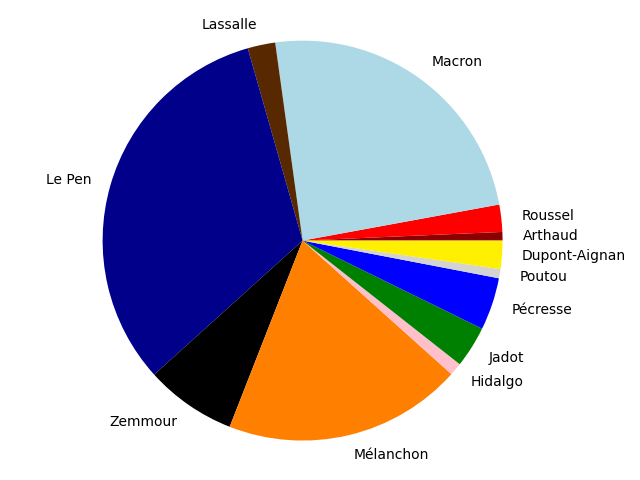 Lassalle
Macron
Le Pen
Roussel
Arthaud
Dupont-Aignan
Poutou
Pécresse
Jadot
Hidalgo
Zemmour
Mélanchon